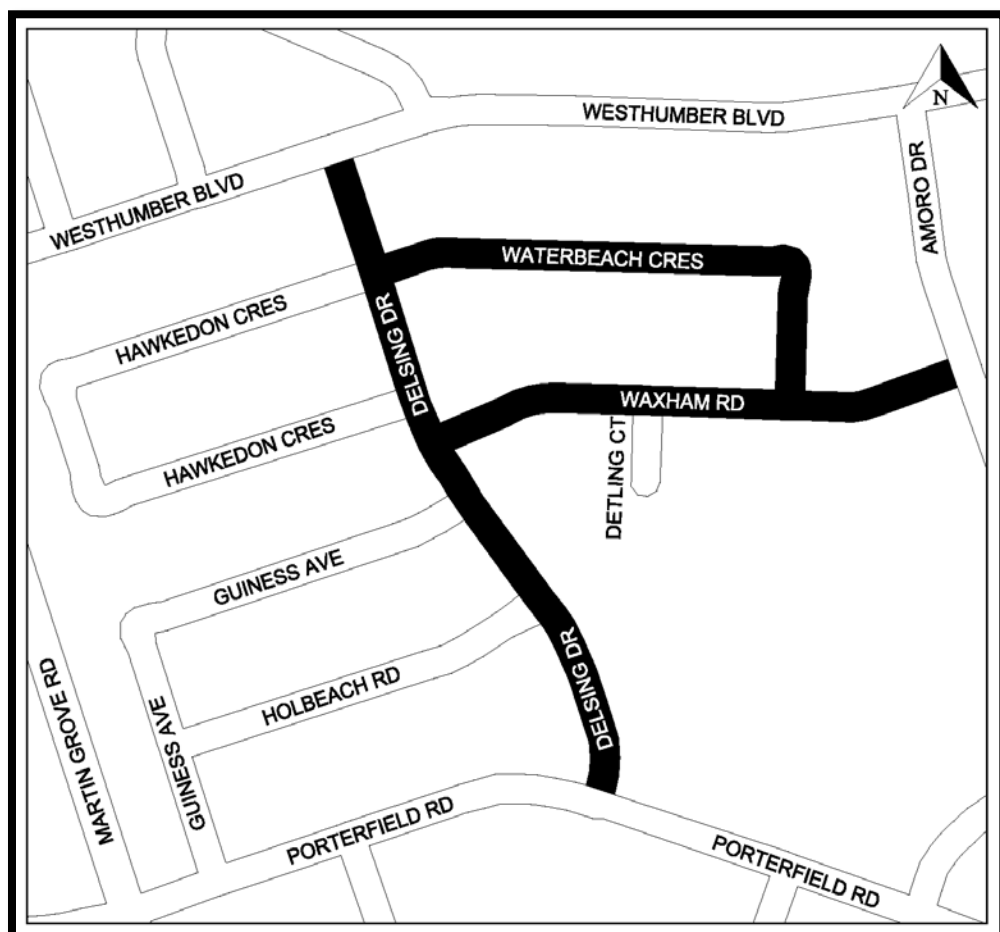 WESTHUMBER BLVD
N
AMORO DR
WESTHUMBER BLVD
WATERBEACH CRES
HAWKEDON CRES
DELSING DR
WAXHAM RD
HAWKEDON CRES
DETLING CT
GUINESS AVE
HOLBEACH RD
DELSING DR
MARTIN GROVE RD
GUINESS AVE
PORTERFIELD RD
PORTERFIELD RD